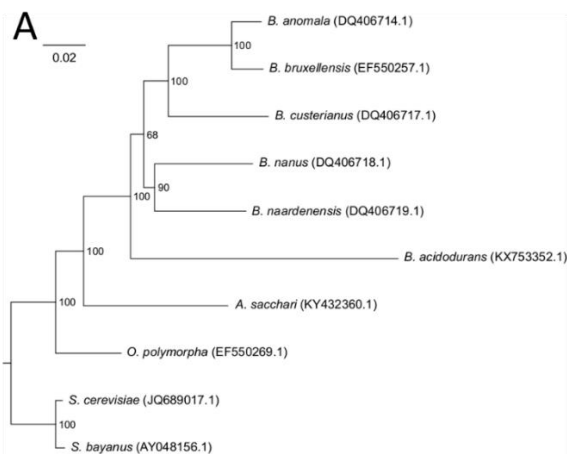 A
0.02
B. anomala (DQ406714.1)
100
B. bruxellensis (EF550257.1)
100
B. custerianus (DQ406717.1)
68
B. nanus (DQ406718.1)
100
90
B. naardenensis (DQ406719.1)
100
B. acidodurans (KX753352.1)
100
A. sacchari (KY432360.1)
O. polymorpha (EF550269.1)
S. cerevisiae (JQ689017.1)
100
S. bayanus (AY048156.1)